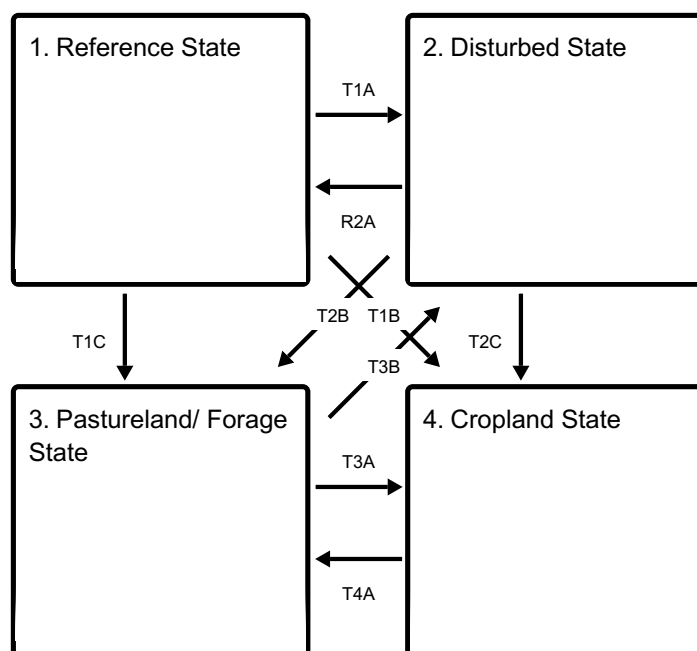 1. Reference State
2. Disturbed State
T1A
R2A
T2B
T1B
T1C
T2C
T3B
3. Pastureland/ Forage
State
4. Cropland State
T3A
T4A